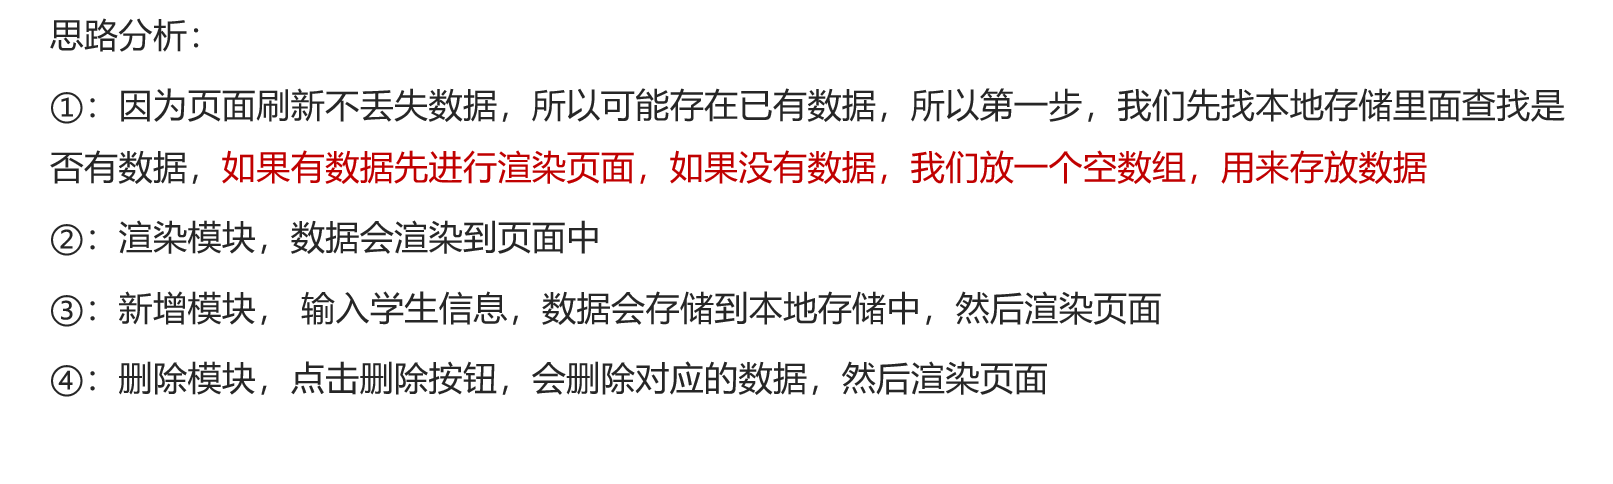 思路分析：
①：因为页面刷新不丢失数据，所以可能存在已有数据，所以第一步，我们先找本地存储里面查找是
否有数据，如果有数据先进行渲染页面，如果没有数据，我们放一个空数组，用来存放数据
②：渲染模块，数据会渲染到页面中
③：新增模块， 输入学生信息，数据会存储到本地存储中，然后渲染页面
④：删除模块，点击删除按钮，会删除对应的数据，然后渲染页面